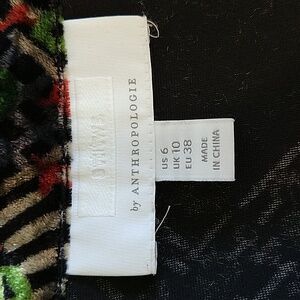 by ANTHROPOLOGIE
US 6
UK 10
EU 38
MADE
IN CHINA